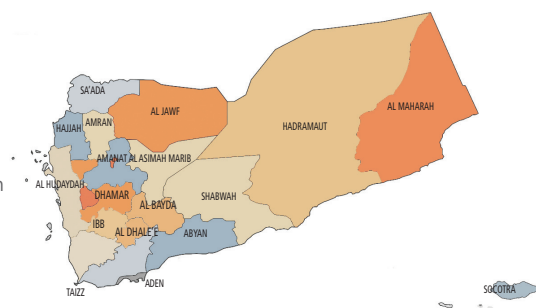 SA'ADA
AL JAWF
HAJJAH
AMRAN
HADRAMAUT
AL MAHARAH
AMANAT AL ASIMAH
MARIB
AL HUDAYDAH
DHAMAR
AL BAYDA
SHABWAH
IBB
AL DHALE'E
ABYAN
TAIZZ
ADEN
SOCOTRA